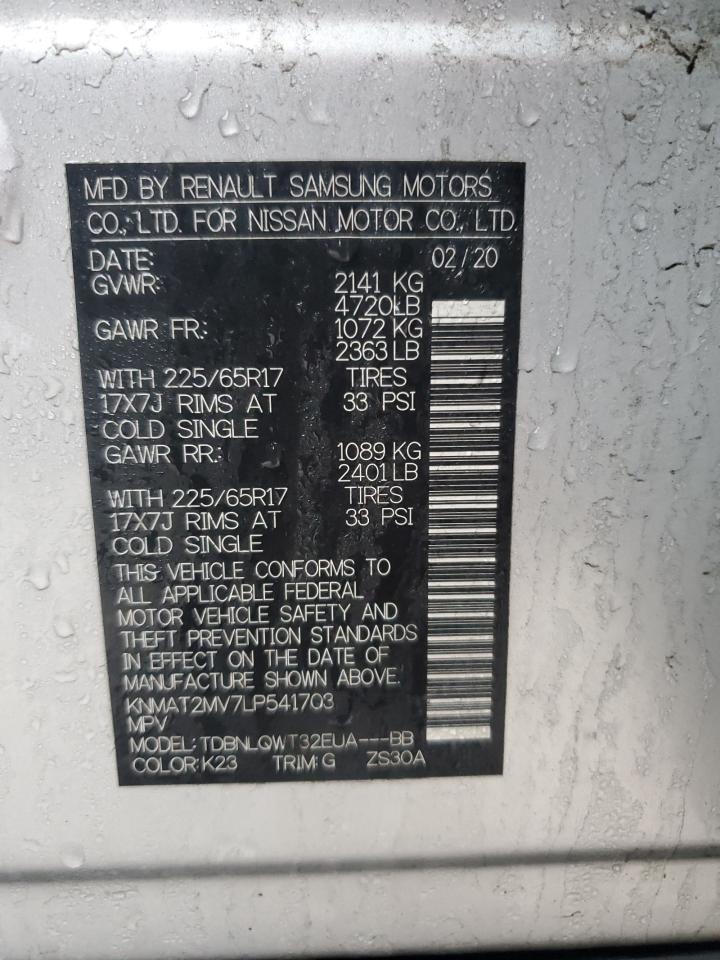 MFD BY RENAULT SAMSUNG MOTORS
CO., LTD. FOR NISSAN MOTOR CO., LTD.
DATE: 02/20
GVWR: 2141 KG
4720LB
GAWR FR.: 1072 KG
2363 LB
WITH 225/65R17 TIRES
17X7J RIMS AT 33 PSI
COLD SINGLE
GAWR RR.: 1089 KG
2401 LB
WITH 225/65R17 TIRES
17X7J RIMS AT 33 PSI
COLD SINGLE
THIS VEHICLE CONFORMS TO
ALL APPLICABLE FEDERAL
MOTOR VEHICLE SAFETY AND
THEFT PREVENTION STANDARDS
IN EFFECT ON THE DATE OF
MANUFACTURE SHOWN ABOVE.
KNMAT2MV7LP541703
MPV
MODEL: TDBNLQWT32EUA---BB
COLOR: K23 TRIM: G ZS30A